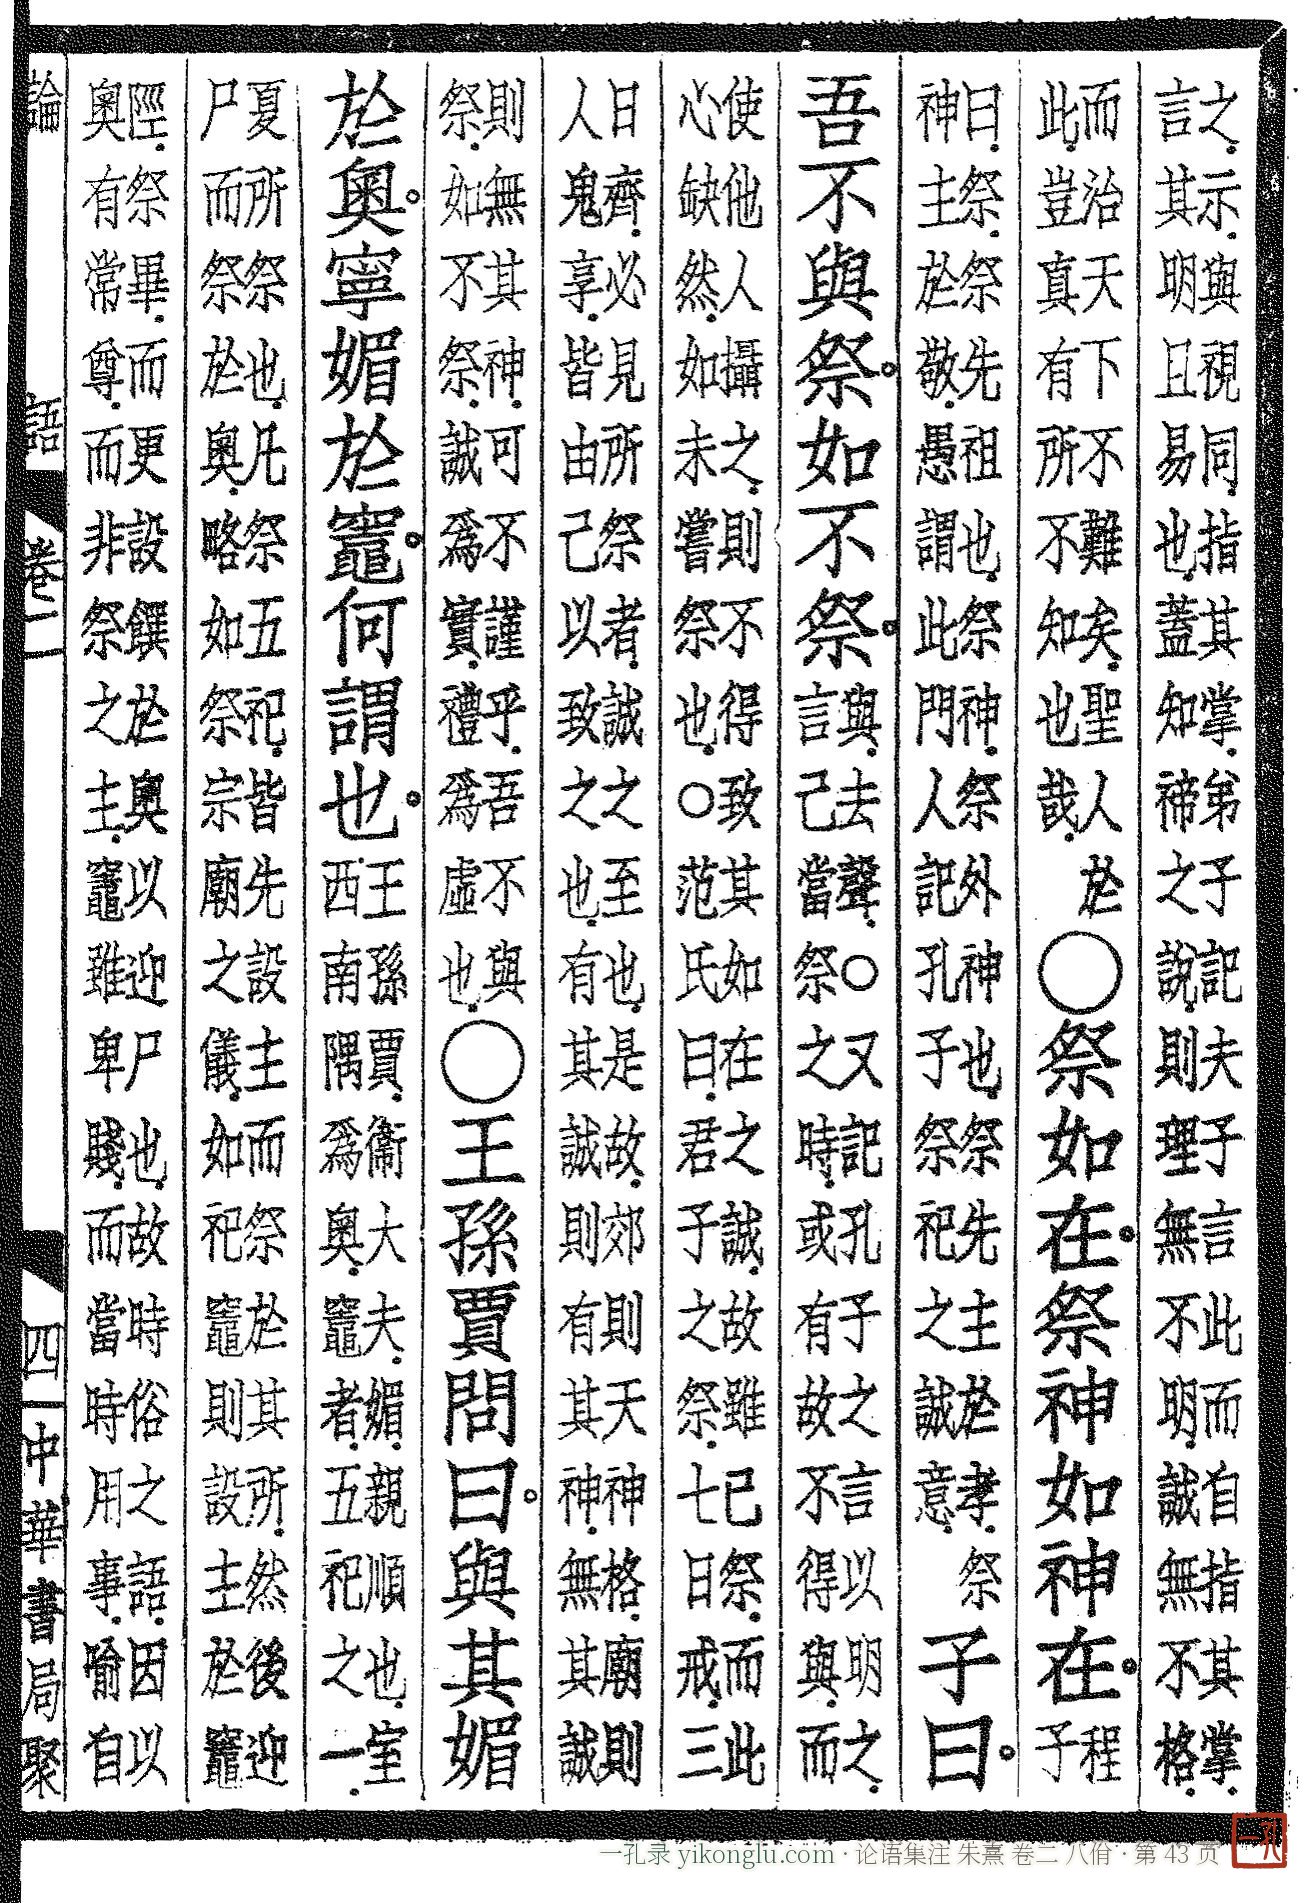 之示與視同指其掌弟子記夫子言此而自指其掌
言其明且易也蓋知禘之說則理無不明誠無不格
而治天下不難矣聖人於
此豈真有所不知也哉
○祭如在祭神如神在
程
子
曰祭祭先祖也祭神祭外神也祭先主於孝祭
神主於敬愚謂此門人記孔子祭祀之誠意
子曰
吾不與祭如不祭
與去聲○又記孔子之言以明之
言己當祭之時或有故不得與而
使他人攝之則不得致其如在之誠故雖已祭而此
心缺然如未嘗祭也○范氏曰君子之祭七日戒三
日齊必見所祭者誠之至也是故郊則天神格廟則
人鬼享皆由己以致之也有其誠則有其神無其誠
則無其神可不謹乎吾不與
祭如不祭誠爲實禮爲虛也
○王孫賈問曰與其媚
於奧寧媚於竈何謂也
王孫賈衞大夫媚親順也室
西南隅爲奧竈者五祀之一
夏所祭也凡祭五祀皆先設主而祭於其所然後迎
尸而祭於奧略如祭宗廟之儀如祀竈則設主於竈
陘祭畢而更設饌於奧以迎尸也故時俗之語因以
奧有常尊而非祭之主竈雖卑賤而當時用事喻自
論語 卷二 四 中華書局聚
一孔录 yikonglu.com · 论语集注 朱熹 卷二 八佾 · 第 43 页
一孔